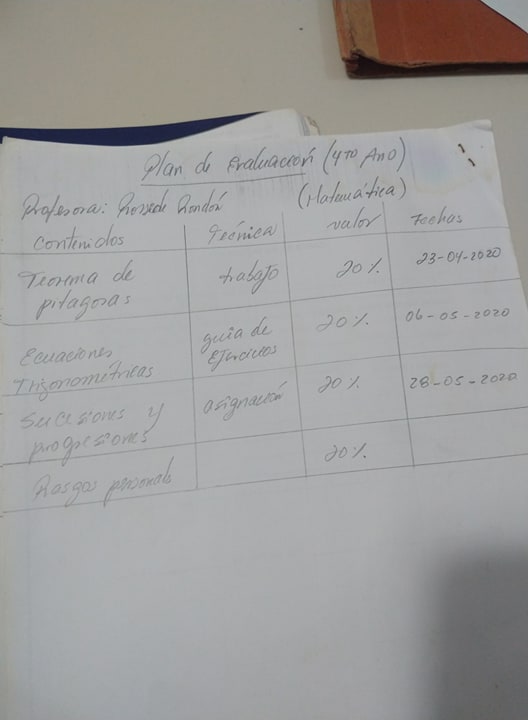 Plan de Evaluación (4to Año)
Profesora: Rondón (Matemática)
Contenidos Técnica valor Fechas
Teorema de pitagoras trabajo 20% 23-04-2020
Ecuaciones Trigonométricas guia de Ejercicios 20% 06-05-2020
Sucesiones y progresiones asignación 20% 28-05-2020
Rasgos personales 20%